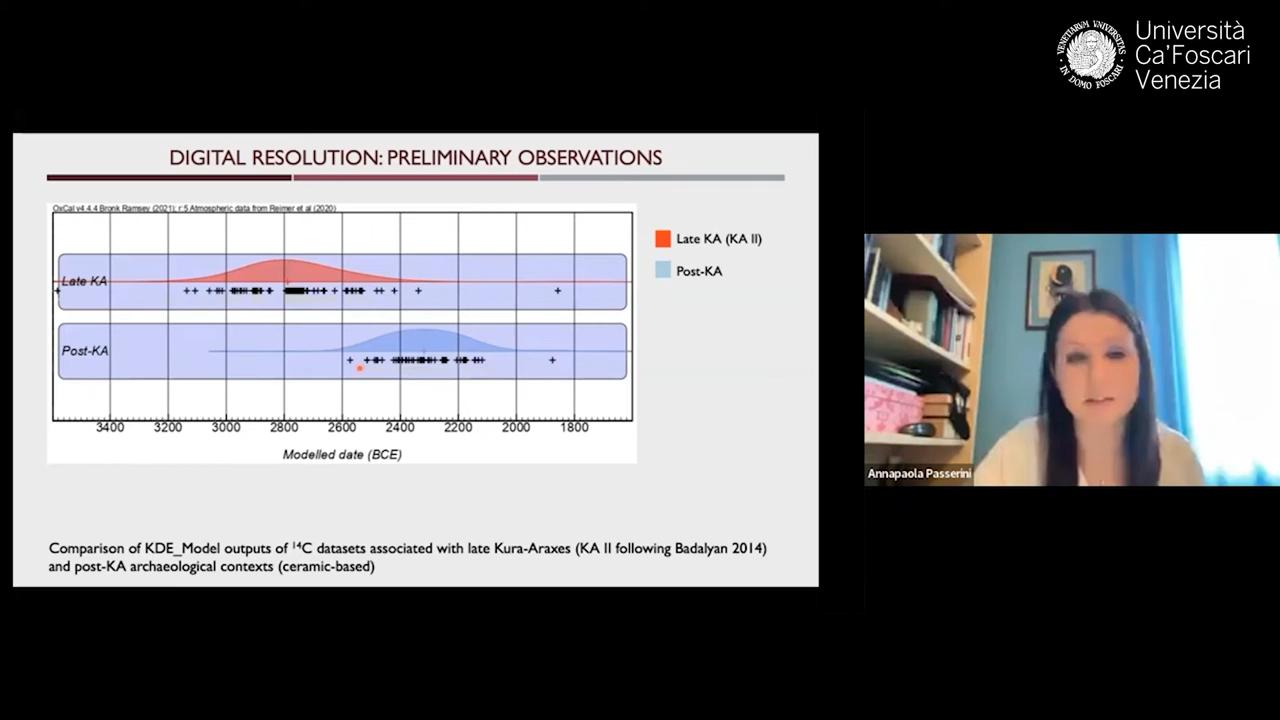 Università
Ca'Foscari
Venezia
DIGITAL RESOLUTION: PRELIMINARY OBSERVATIONS
OxCal v4.4.4 Bronk Ramsey (2021); r:5 Atmospheric data from Reimer et al (2020)
Late KA
Post-KA
3400 3200 3000 2800 2600 2400 2200 2000 1800
Modelled date (BCE)
Late KA (KA II)
Post-KA
Comparison of KDE_Model outputs of ¹⁴C datasets associated with late Kura-Araxes (KA II following Badalyan 2014)
and post-KA archaeological contexts (ceramic-based)
Annapaola Passerini